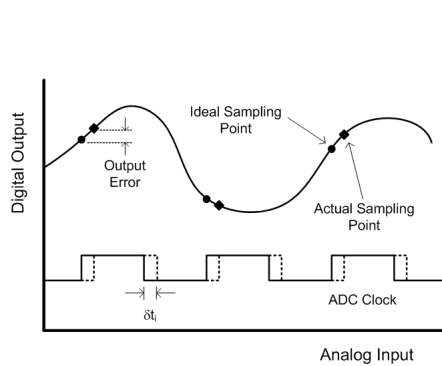 Ideal Sampling
Point
Digital Output
Output
Error
Actual Sampling
Point
ADC Clock
δti
Analog Input